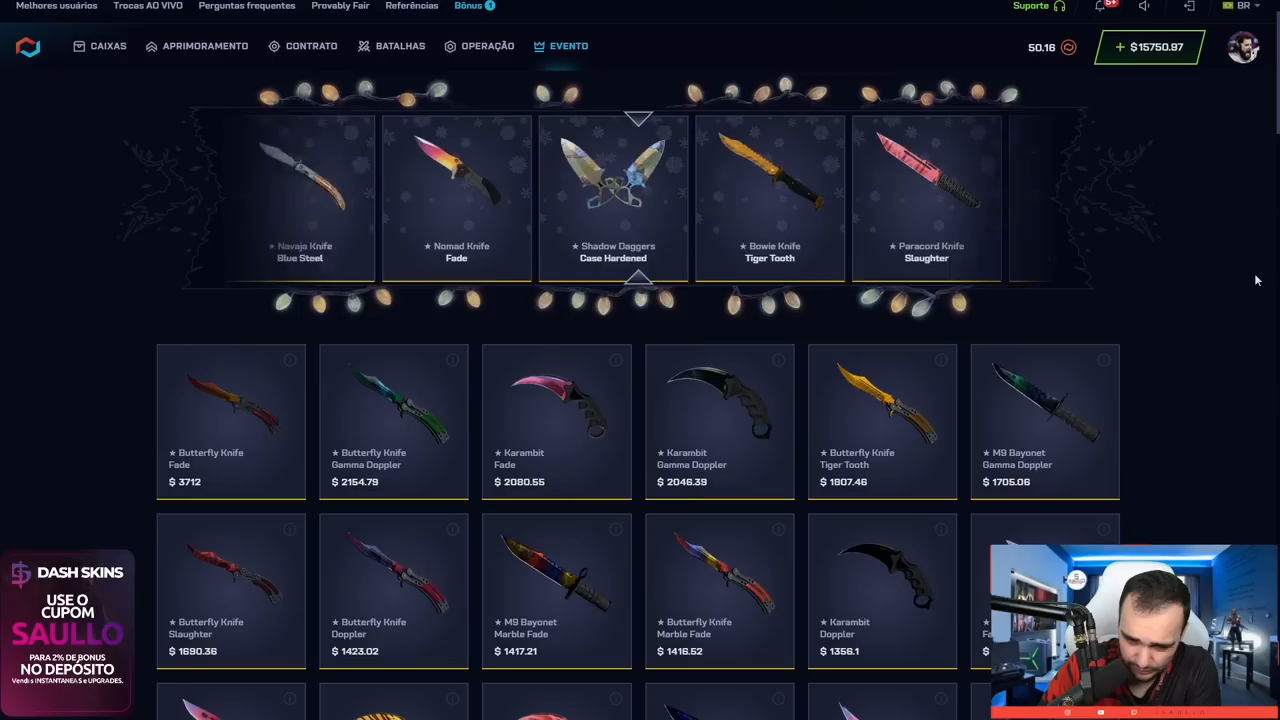 Melhores usuários Trocas AO VIVO Perguntas frequentes Provably Fair Referências Bônus 1 Suporte 5+ BR
CAIXAS APRIMORAMENTO CONTRATO BATALHAS OPERAÇÃO EVENTO 50.16 + $15750.97
★ Navaja Knife
Blue Steel
★ Nomad Knife
Fade
★ Shadow Daggers
Case Hardened
★ Bowie Knife
Tiger Tooth
★ Paracord Knife
Slaughter
★ Butterfly Knife
Fade
$ 3712
★ Butterfly Knife
Gamma Doppler
$ 2154.79
★ Karambit
Fade
$ 2080.55
★ Karambit
Gamma Doppler
$ 2046.39
★ Butterfly Knife
Tiger Tooth
$ 1807.46
★ M9 Bayonet
Gamma Doppler
$ 1705.06
★ Butterfly Knife
Slaughter
$ 1690.36
★ Butterfly Knife
Doppler
$ 1423.02
★ M9 Bayonet
Marble Fade
$ 1417.21
★ Butterfly Knife
Marble Fade
$ 1416.52
★ Karambit
Doppler
$ 1356.1
DASH SKINS
USE O
CUPOM
SAULLO
PARA 2% DE BONUS
NO DEPÓSITO
Vendas INSTANTANEAS e UPGRADES.